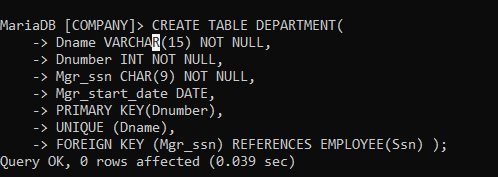 MariaDB [COMPANY]> CREATE TABLE DEPARTMENT(
-> Dname VARCHAR(15) NOT NULL,
-> Dnumber INT NOT NULL,
-> Mgr_ssn CHAR(9) NOT NULL,
-> Mgr_start_date DATE,
-> PRIMARY KEY(Dnumber),
-> UNIQUE (Dname),
-> FOREIGN KEY (Mgr_ssn) REFERENCES EMPLOYEE(Ssn) );
Query OK, 0 rows affected (0.039 sec)